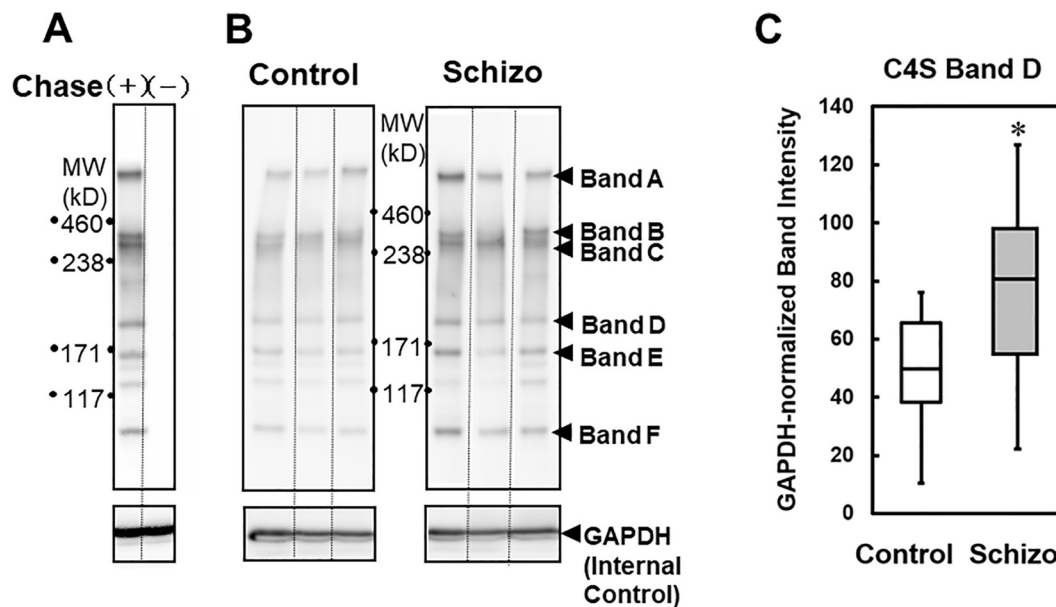 A
B
C
Chase (+)(−)
MW
(kD)
460
238
171
117
Control
Schizo
MW
(kD)
460
238
171
117
Band A
Band B
Band C
Band D
Band E
Band F
GAPDH
(Internal
Control)
C4S Band D
GAPDH-normalized Band Intensity
140
120
100
80
60
40
20
0
*
Control
Schizo